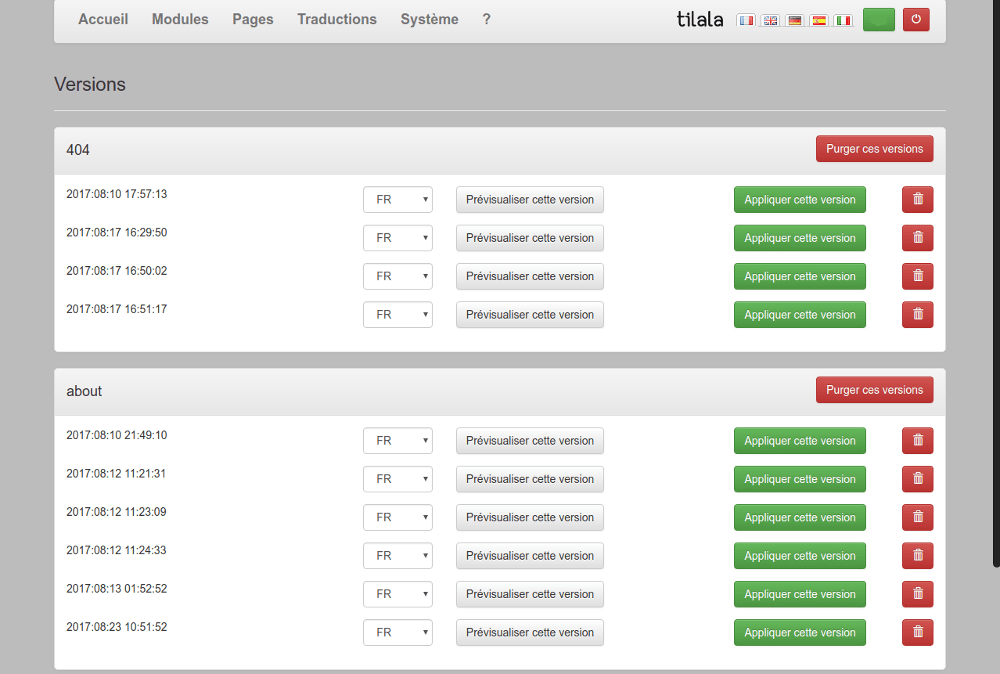 Accueil Modules Pages Traductions Système ? tilala
Versions
404 Purger ces versions
2017:08:10 17:57:13 FR Prévisualiser cette version Appliquer cette version
2017:08:17 16:29:50 FR Prévisualiser cette version Appliquer cette version
2017:08:17 16:50:02 FR Prévisualiser cette version Appliquer cette version
2017:08:17 16:51:17 FR Prévisualiser cette version Appliquer cette version
about Purger ces versions
2017:08:10 21:49:10 FR Prévisualiser cette version Appliquer cette version
2017:08:12 11:21:31 FR Prévisualiser cette version Appliquer cette version
2017:08:12 11:23:09 FR Prévisualiser cette version Appliquer cette version
2017:08:12 11:24:33 FR Prévisualiser cette version Appliquer cette version
2017:08:13 01:52:52 FR Prévisualiser cette version Appliquer cette version
2017:08:23 10:51:52 FR Prévisualiser cette version Appliquer cette version